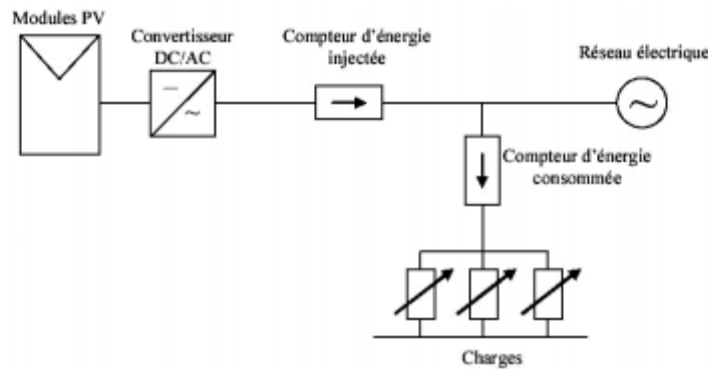 Modules PV
Convertisseur
DC/AC
Compteur d'énergie
injectée
Réseau électrique
Compteur d'énergie
consommée
Charges